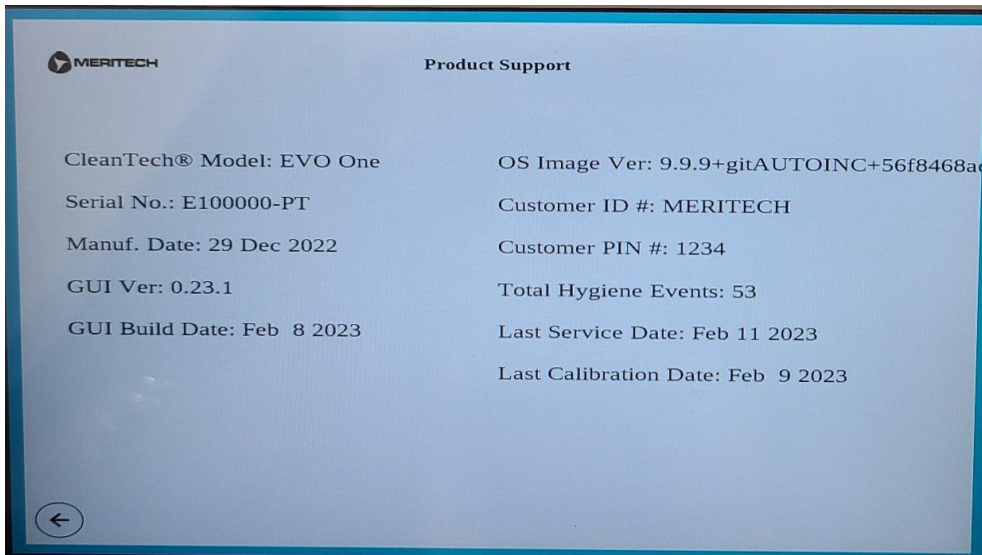 MERITECH
Product Support
CleanTech® Model: EVO One
Serial No.: E100000-PT
Manuf. Date: 29 Dec 2022
GUI Ver: 0.23.1
GUI Build Date: Feb 8 2023
OS Image Ver: 9.9.9+gitAUTOINC+56f8468a
Customer ID #: MERITECH
Customer PIN #: 1234
Total Hygiene Events: 53
Last Service Date: Feb 11 2023
Last Calibration Date: Feb 9 2023